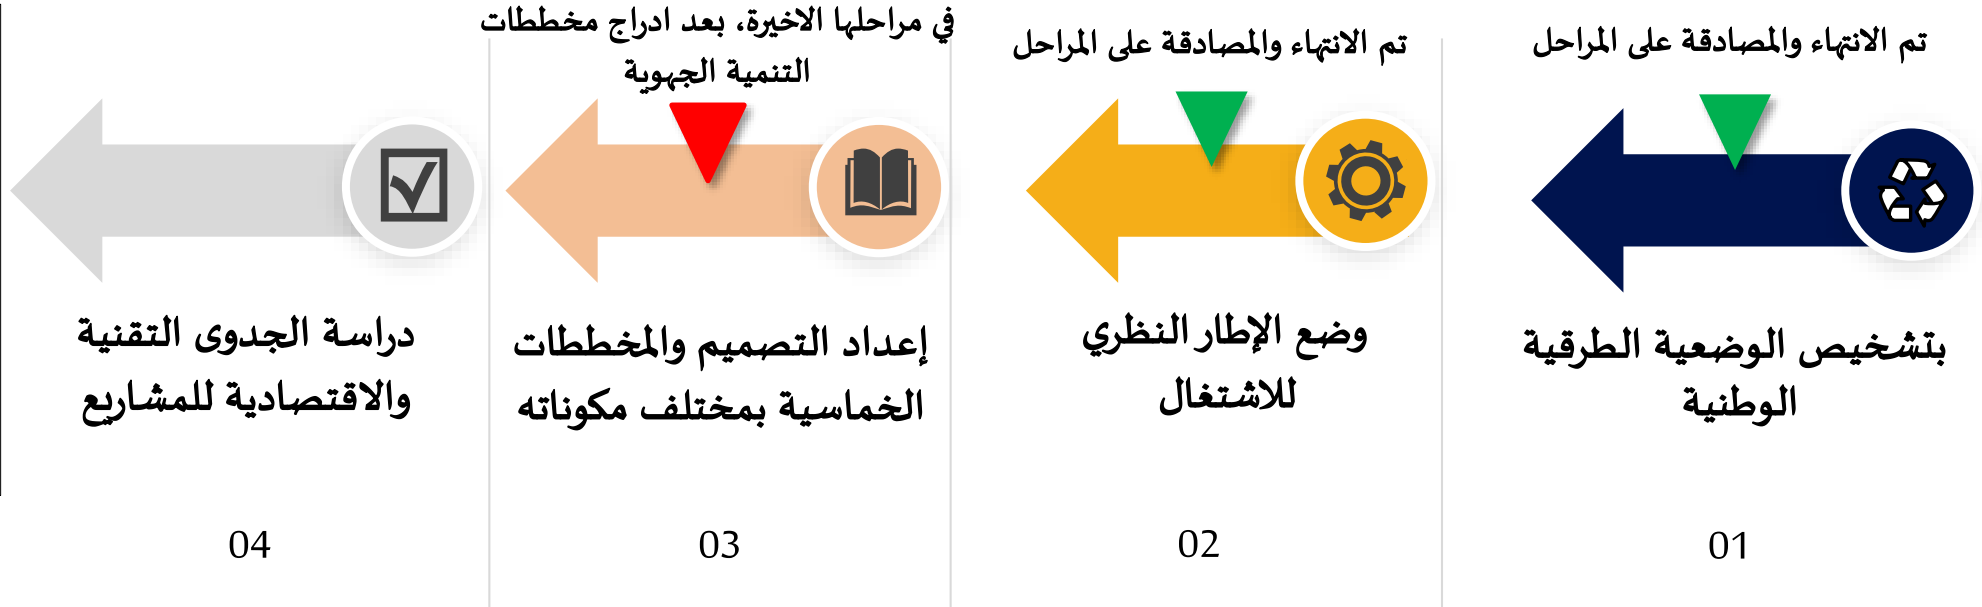 تم الانتهاء والمصادقة على المراحل
بتشخيص الوضعية الطرقية
الوطنية
01
تم الانتهاء والمصادقة على المراحل
وضع الإطار النظري
للاشتغال
02
في مراحلها الاخيرة، بعد ادراج مخططات
التنمية الجهوية
إعداد التصميم والمخططات
الخماسية بمختلف مكوناته
03
دراسة الجدوى التقنية
والاقتصادية للمشاريع
04